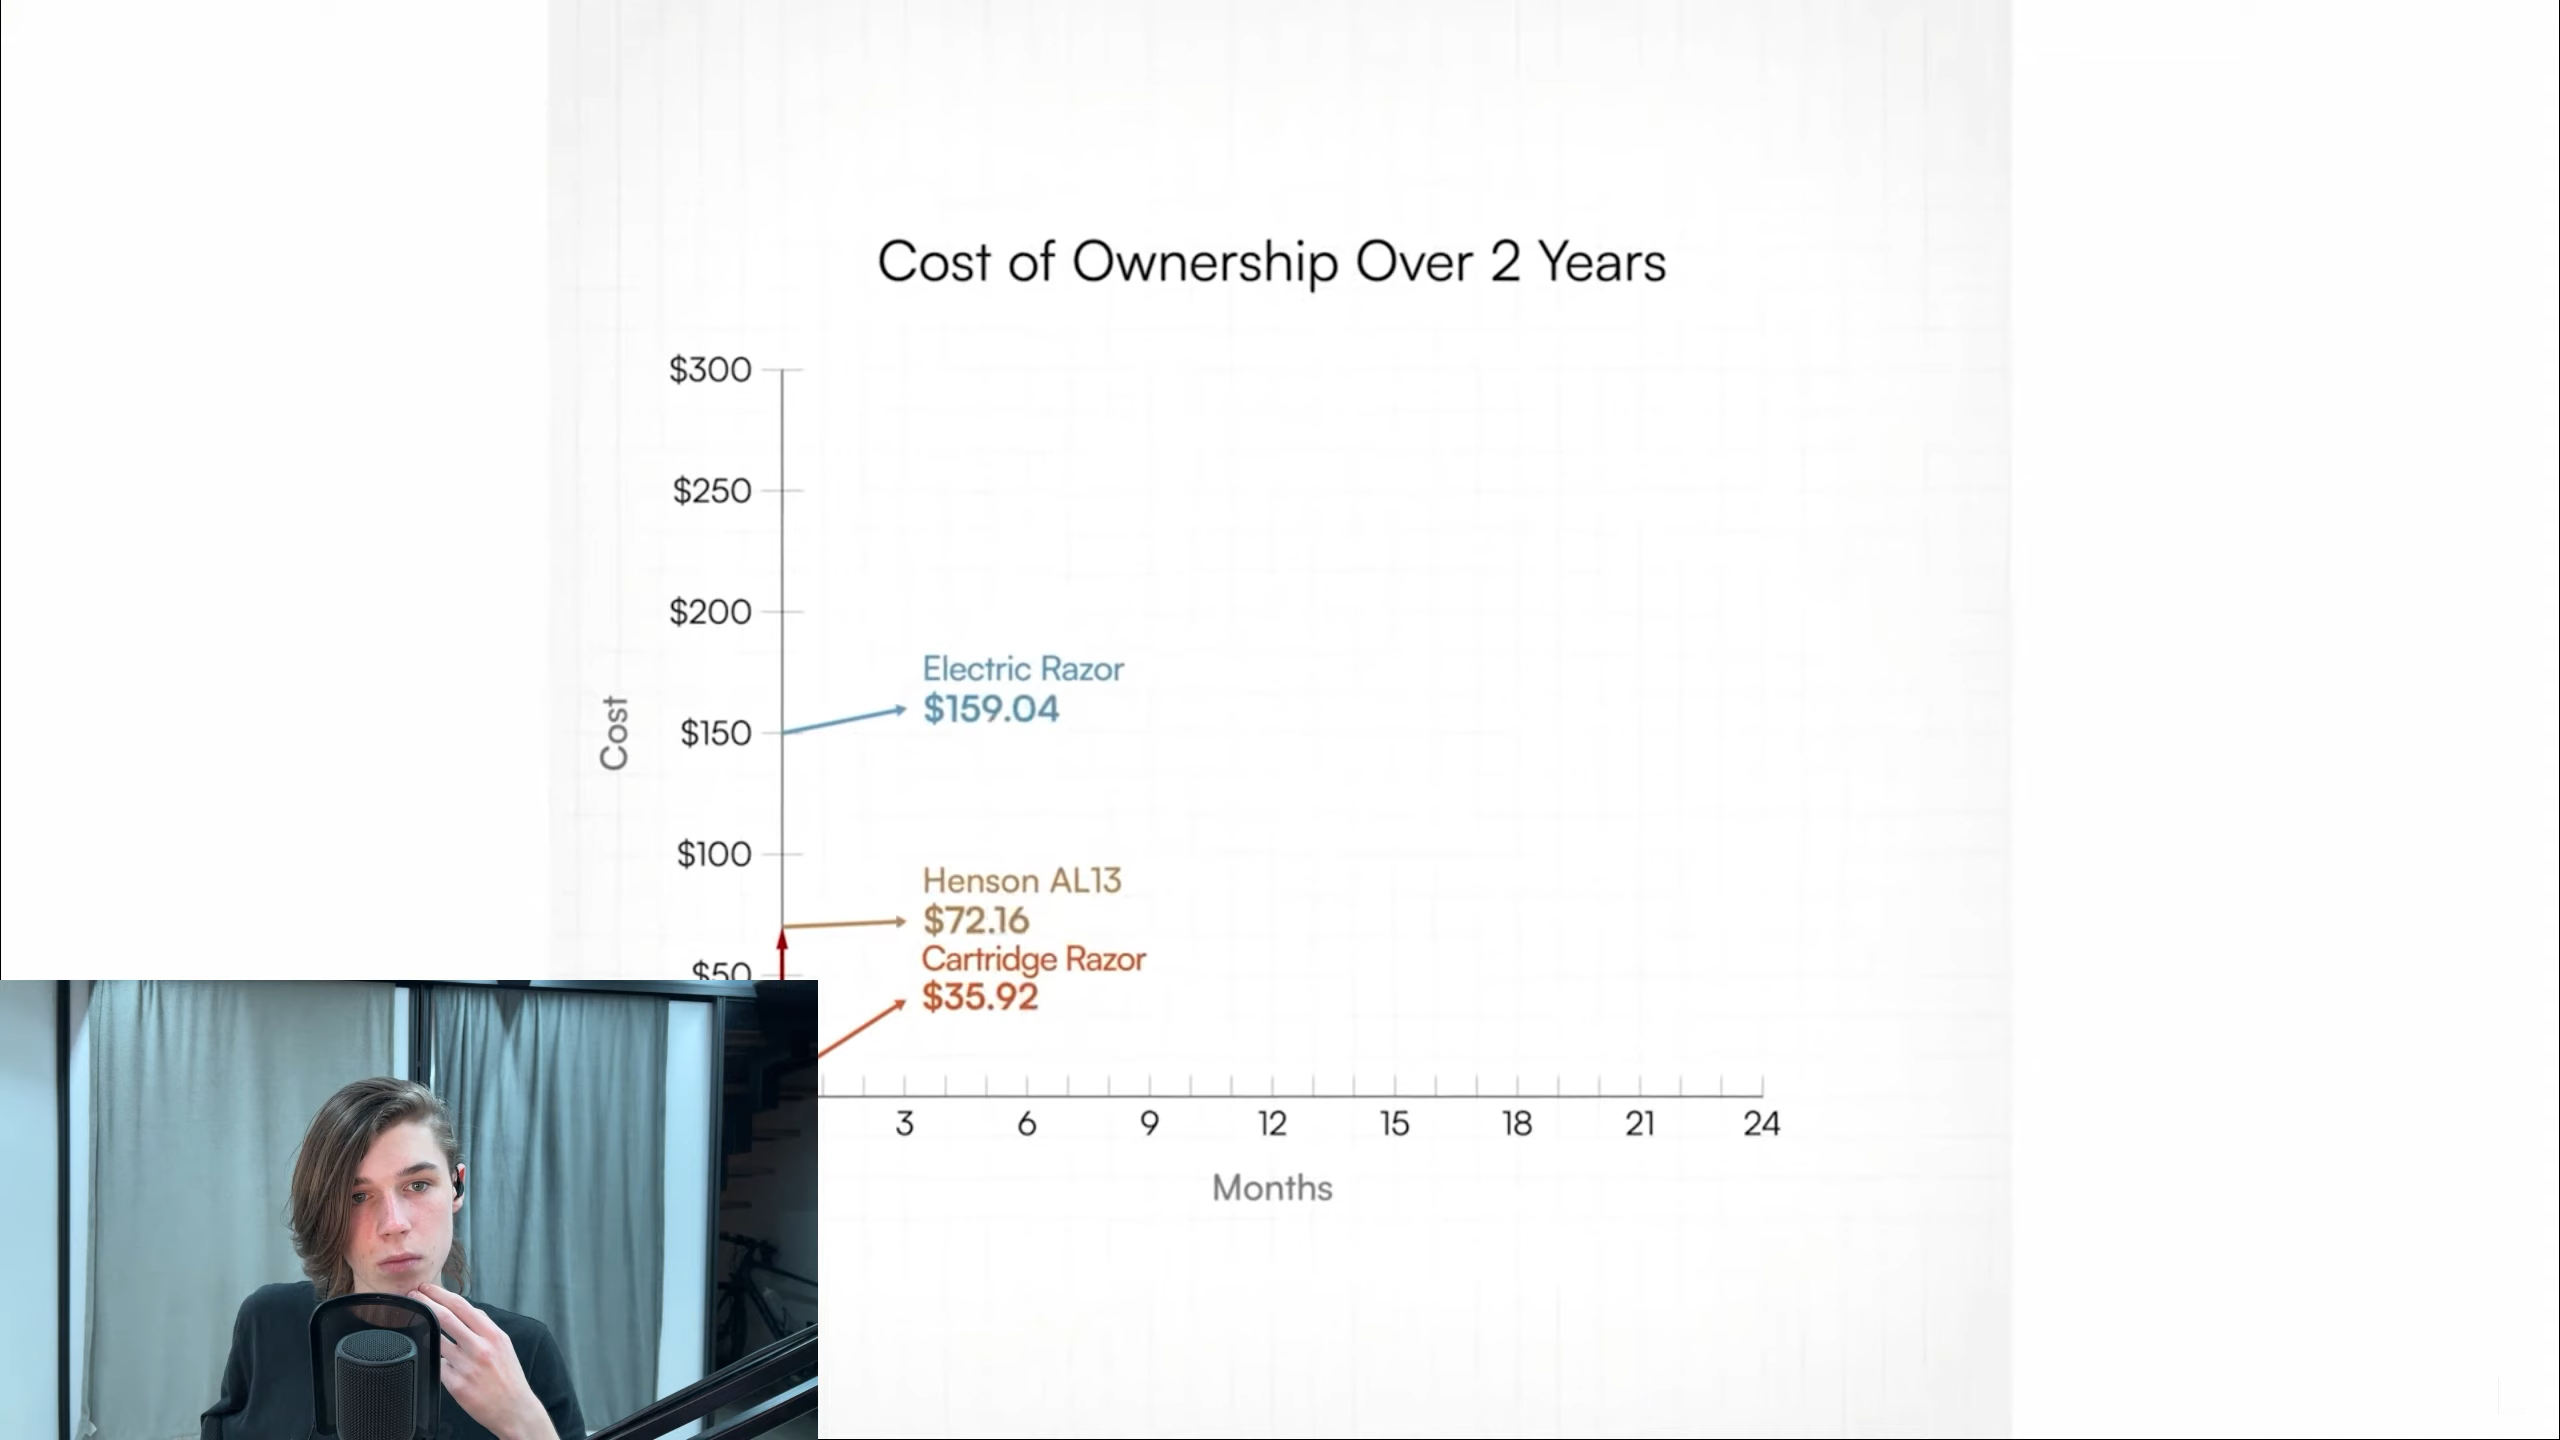 Cost of Ownership Over 2 Years
$300
$250
$200
$150
$100
$50
Cost
Electric Razor
$159.04
Henson AL13
$72.16
Cartridge Razor
$35.92
3 6 9 12 15 18 21 24
Months